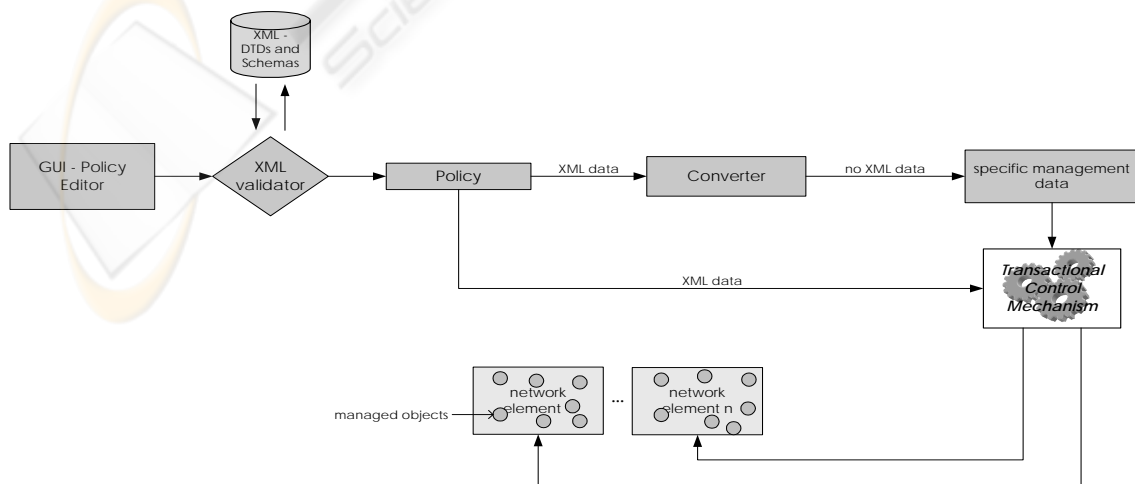 XML -
DTDs and
Schemas
GUI - Policy
Editor
XML
validator
Policy
XML data
Converter
no XML data
specific management
data
XML data
Transactional
Control
Mechanism
managed objects
network
element
...
network
element n